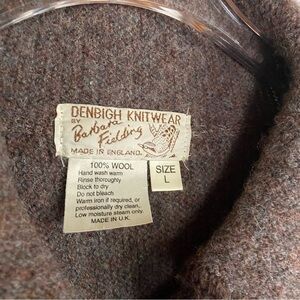 DENBIGH KNITWEAR
BY
Barbara
Fielding
MADE IN ENGLAND
100% WOOL
Hand wash warm
Rinse thoroughly
Block to dry
Do not bleach
Warm iron if required, or
professionally dry clean.
Low moisture steam only.
MADE IN U.K.
SIZE
L